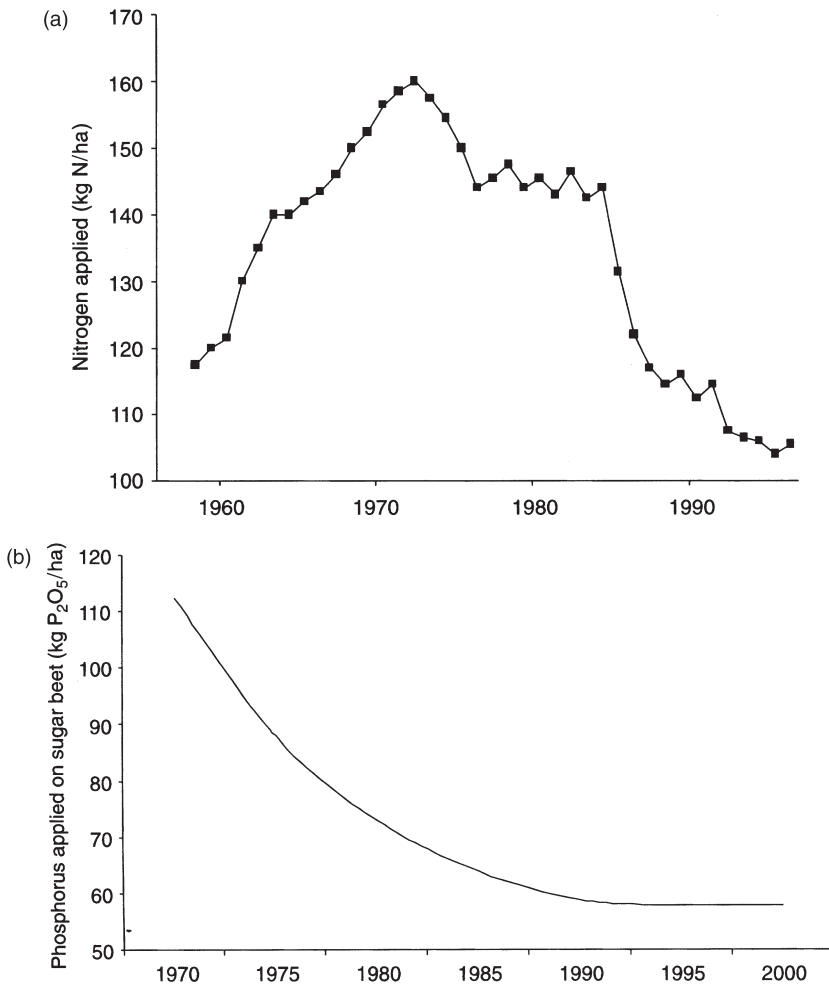 (a)
Nitrogen applied (kg N/ha)
170
160
150
140
130
120
110
100
1960 1970 1980 1990
(b)
Phosphorus applied on sugar beet (kg P₂O₅/ha)
120
110
100
90
80
70
60
50
1970 1975 1980 1985 1990 1995 2000